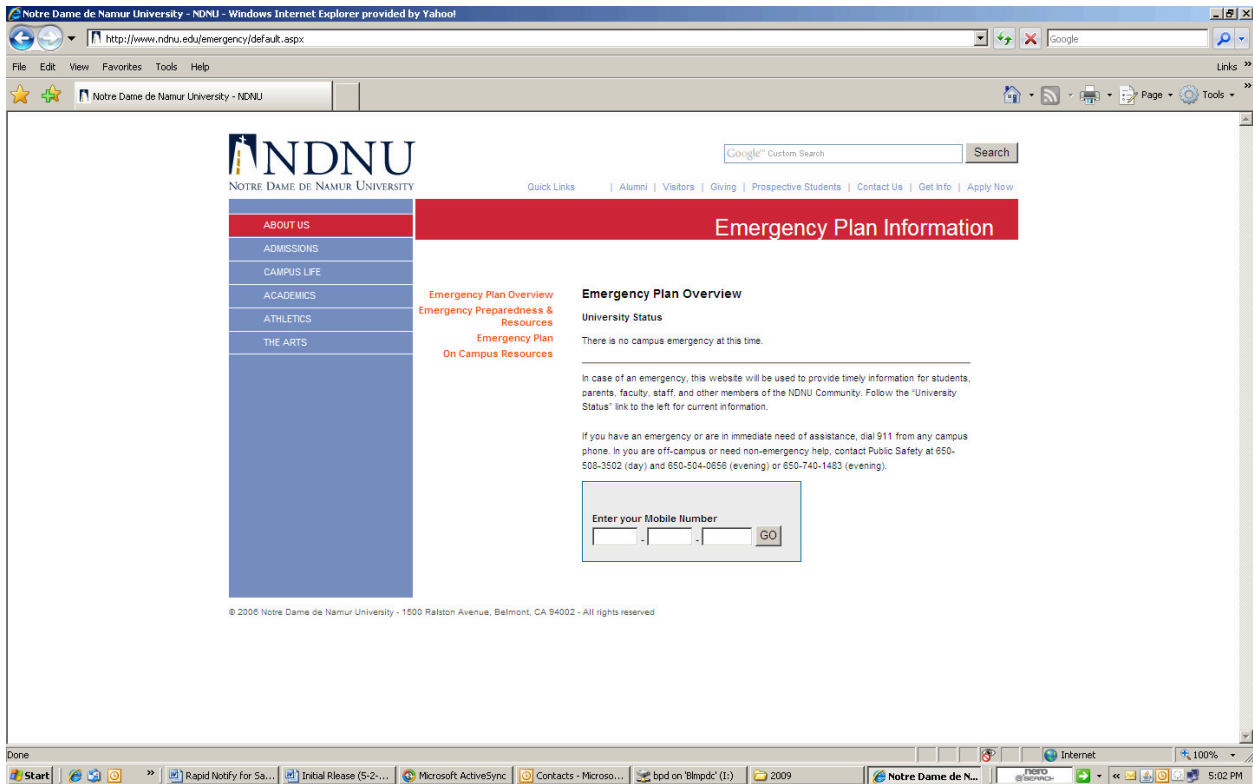 Notre Dame de Namur University - NDNU - Windows Internet Explorer provided by Yahoo!
http://www.ndnu.edu/emergency/default.aspx
Google
File Edit View Favorites Tools Help
Links »
Notre Dame de Namur University - NDNU
Page Tools »
NDNU
NOTRE DAME DE NAMUR UNIVERSITY
Google™ Custom Search
Search
Quick Links | Alumni | Visitors | Giving | Prospective Students | Contact Us | Get Info | Apply Now
ABOUT US
ADMISSIONS
CAMPUS LIFE
ACADEMICS
ATHLETICS
THE ARTS
Emergency Plan Information
Emergency Plan Overview
Emergency Preparedness &
Resources
Emergency Plan
On Campus Resources
Emergency Plan Overview
University Status
There is no campus emergency at this time.
In case of an emergency, this website will be used to provide timely information for students,
parents, faculty, staff, and other members of the NDNU Community. Follow the "University
Status" link to the left for current information.
If you have an emergency or are in immediate need of assistance, dial 911 from any campus
phone. In you are off-campus or need non-emergency help, contact Public Safety at 650-
508-3502 (day) and 650-504-0656 (evening) or 650-740-1483 (evening).
Enter your Mobile Number
- - GO
© 2006 Notre Dame de Namur University - 1500 Ralston Avenue, Belmont, CA 94002 - All rights reserved
Done
Internet
100%
Start » Rapid Notify for Sa... Initial Rlease (5-2-... Microsoft ActiveSync Contacts - Microso... bpd on 'Blmpdc' (I:) 2009 Notre Dame de N... nero SEARCH « 5:02 PM